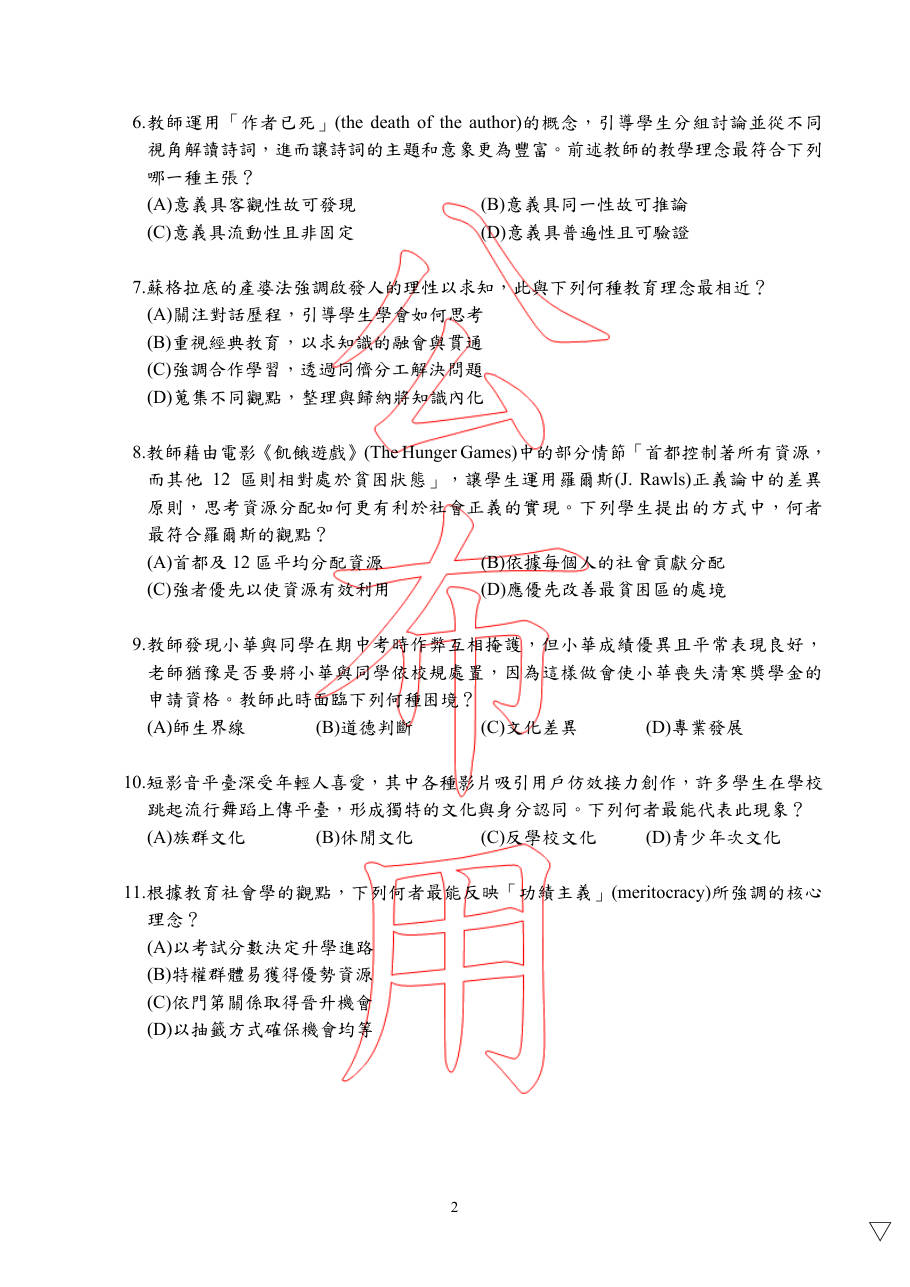 6.教師運用「作者已死」(the death of the author)的概念，引導學生分組討論並從不同
視角解讀詩詞，進而讓詩詞的主題和意象更為豐富。前述教師的教學理念最符合下列
哪一種主張？
(A)意義具客觀性故可發現 (B)意義具同一性故可推論
(C)意義具流動性且非固定 (D)意義具普遍性且可驗證
7.蘇格拉底的產婆法強調啟發人的理性以求知，此與下列何種教育理念最相近？
(A)關注對話歷程，引導學生學會如何思考
(B)重視經典教育，以求知識的融會與貫通
(C)強調合作學習，透過同儕分工解決問題
(D)蒐集不同觀點，整理與歸納將知識內化
8.教師藉由電影《飢餓遊戲》(The Hunger Games)中的部分情節「首都控制著所有資源，
而其他 12 區則相對處於貧困狀態」，讓學生運用羅爾斯(J. Rawls)正義論中的差異
原則，思考資源分配如何更有利於社會正義的實現。下列學生提出的方式中，何者
最符合羅爾斯的觀點？
(A)首都及 12 區平均分配資源 (B)依據每個人的社會貢獻分配
(C)強者優先以使資源有效利用 (D)應優先改善最貧困區的處境
9.教師發現小華與同學在期中考時作弊互相掩護，但小華成績優異且平常表現良好，
老師猶豫是否要將小華與同學依校規處置，因為這樣做會使小華喪失清寒獎學金的
申請資格。教師此時面臨下列何種困境？
(A)師生界線 (B)道德判斷 (C)文化差異 (D)專業發展
10.短影音平臺深受年輕人喜愛，其中各種影片吸引用戶仿效接力創作，許多學生在學校
跳起流行舞蹈上傳平臺，形成獨特的文化與身分認同。下列何者最能代表此現象？
(A)族群文化 (B)休閒文化 (C)反學校文化 (D)青少年次文化
11.根據教育社會學的觀點，下列何者最能反映「功績主義」(meritocracy)所強調的核心
理念？
(A)以考試分數決定升學進路
(B)特權群體易獲得優勢資源
(C)依門第關係取得晉升機會
(D)以抽籤方式確保機會均等
公布用
2